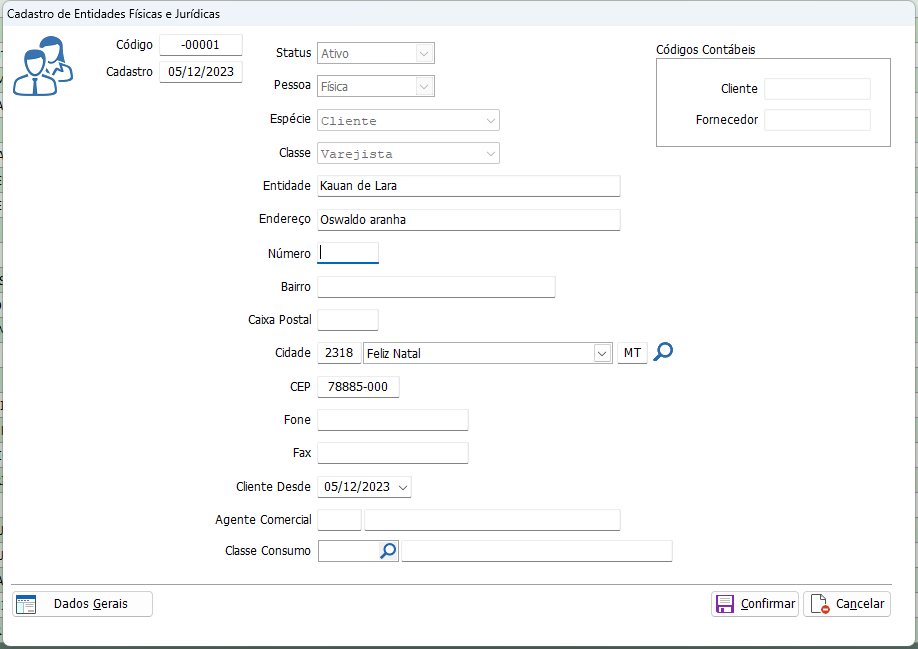 Cadastro de Entidades Físicas e Jurídicas
Código -00001
Cadastro 05/12/2023
Status Ativo
Pessoa Física
Espécie Cliente
Classe Varejista
Códigos Contábeis
Cliente
Fornecedor
Entidade Kauan de Lara
Endereço Oswaldo aranha
Número
Bairro
Caixa Postal
Cidade 2318 Feliz Natal MT
CEP 78885-000
Fone
Fax
Cliente Desde 05/12/2023
Agente Comercial
Classe Consumo
Dados Gerais
Confirmar
Cancelar